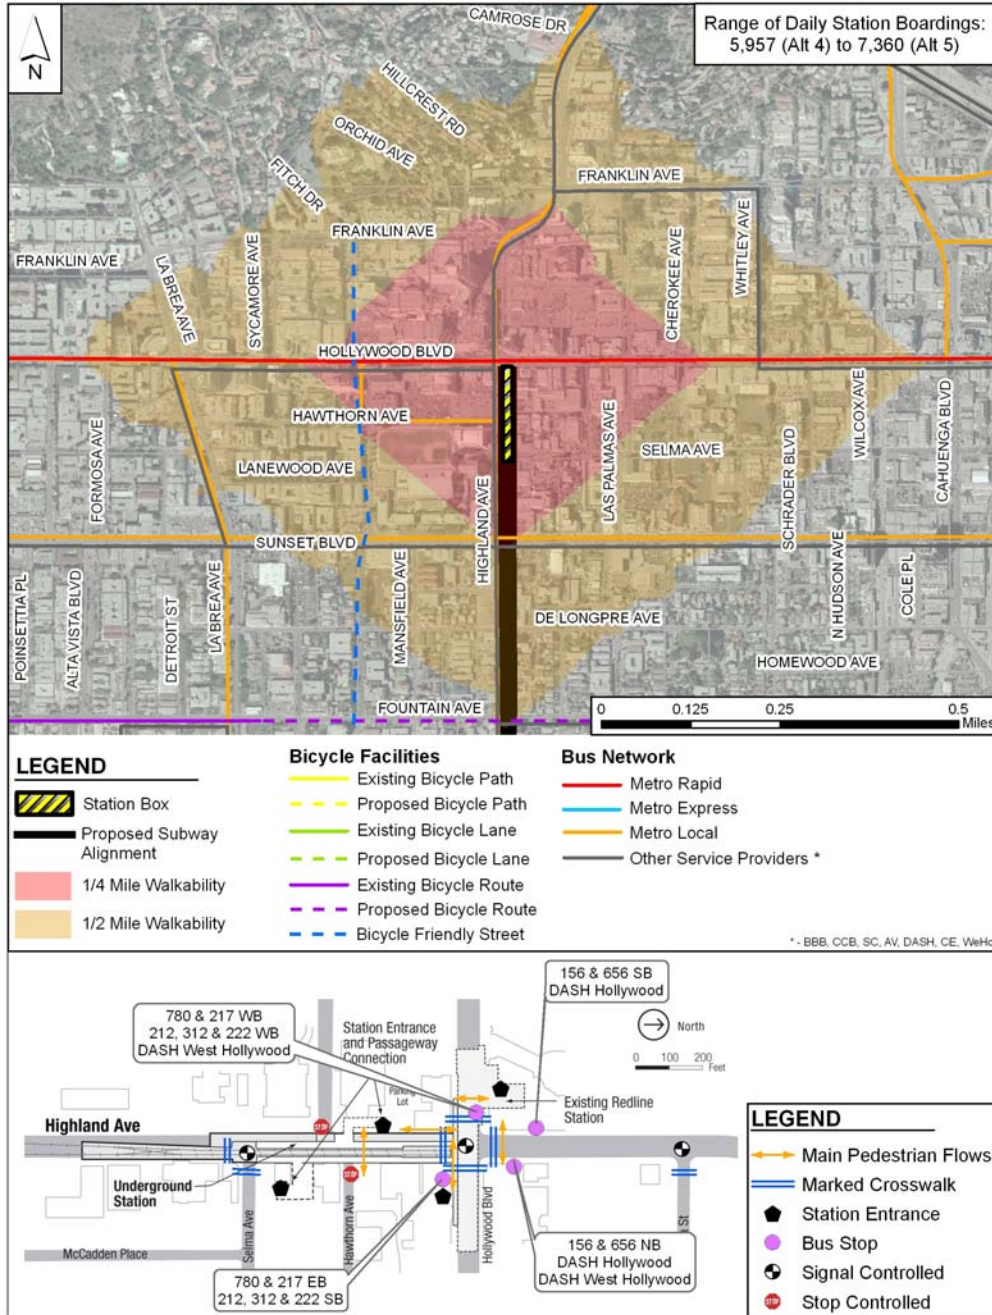 CAMROSE DR
Range of Daily Station Boardings:
5,957 (Alt 4) to 7,360 (Alt 5)
N
HILLCREST RD
ORCHID AVE
FITCH DR
FRANKLIN AVE
FRANKLIN AVE
FRANKLIN AVE
LA BREA AVE
SYCAMORE AVE
CHEROKEE AVE
WHITLEY AVE
HOLLYWOOD BLVD
HAWTHORN AVE
FORMOSA AVE
LANEWOOD AVE
HIGHLAND AVE
LAS PALMAS AVE
SELMA AVE
SCHRADER BLVD
WILCOX AVE
CAHUENGA BLVD
SUNSET BLVD
POINSETTIA PL
ALTA VISTA BLVD
DETROIT ST
LA BREA AVE
MANSFIELD AVE
DE LONGPRE AVE
N HUDSON AVE
COLE PL
HOMEWOOD AVE
FOUNTAIN AVE
0 0.125 0.25 0.5
Miles
LEGEND
Station Box
Proposed Subway
Alignment
1/4 Mile Walkability
1/2 Mile Walkability
Bicycle Facilities
Existing Bicycle Path
Proposed Bicycle Path
Existing Bicycle Lane
Proposed Bicycle Lane
Existing Bicycle Route
Proposed Bicycle Route
Bicycle Friendly Street
Bus Network
Metro Rapid
Metro Express
Metro Local
Other Service Providers *
* - BBB, CCB, SC, AV, DASH, CE, WeHo
156 & 656 SB
DASH Hollywood
780 & 217 WB
212, 312 & 222 WB
DASH West Hollywood
Station Entrance
and Passageway
Connection
North
0 100 200
Feet
Parking
Lot
Existing Redline
Station
Highland Ave
Underground
Station
STOP
STOP
Selma Ave
Hawthorn Ave
Hollywood Blvd
St
McCadden Place
780 & 217 EB
212, 312 & 222 SB
156 & 656 NB
DASH Hollywood
DASH West Hollywood
LEGEND
Main Pedestrian Flows
Marked Crosswalk
Station Entrance
Bus Stop
Signal Controlled
STOP Stop Controlled